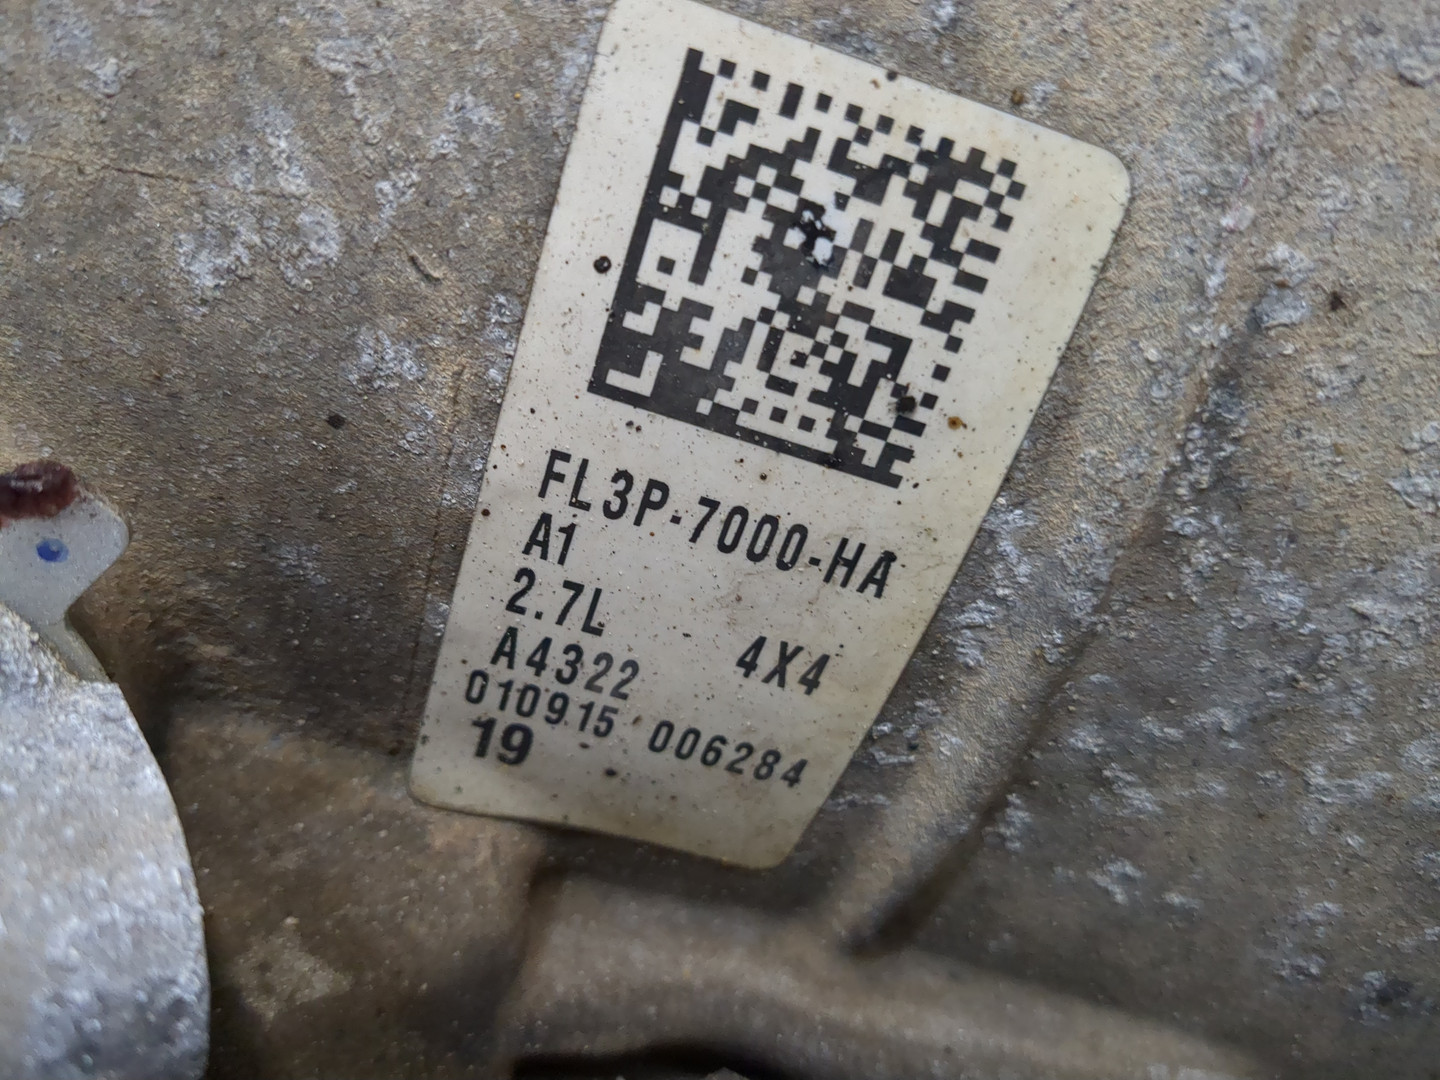 FL3P-7000-HA
A1
2.7L 4X4
A4322
010915 006284
19